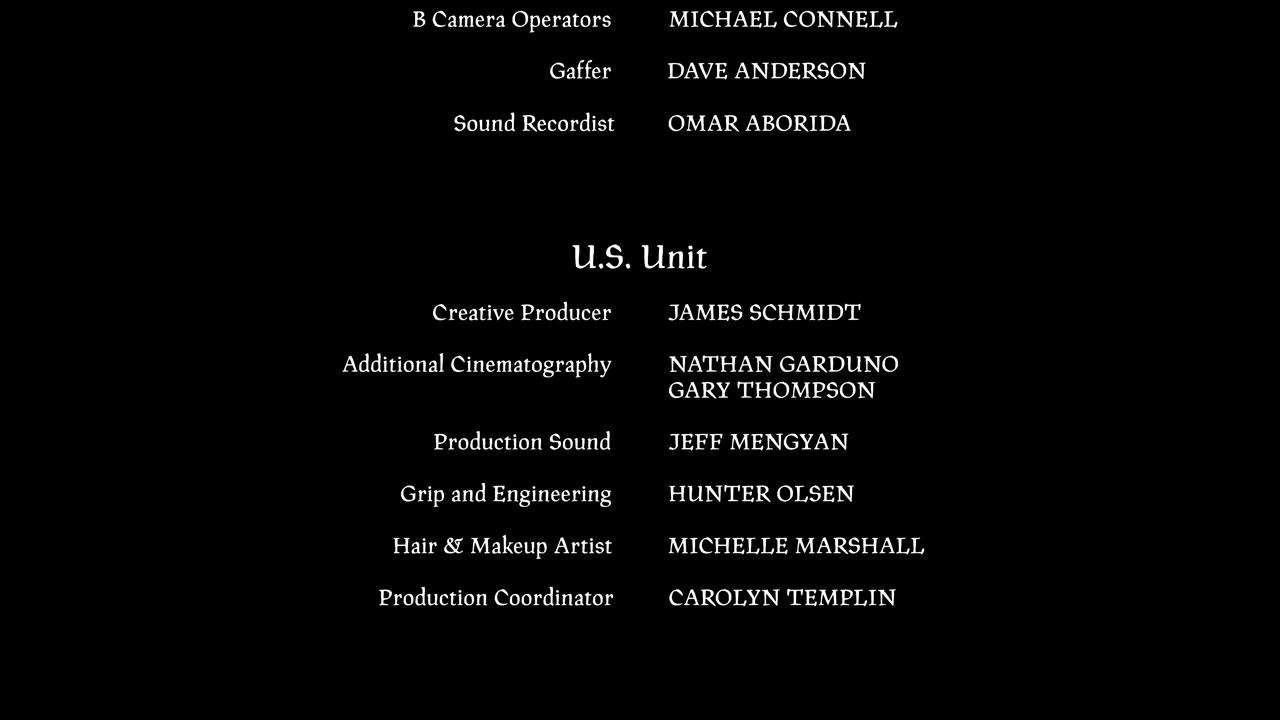 B Camera Operators MICHAEL CONNELL
Gaffer DAVE ANDERSON
Sound Recordist OMAR ABORIDA
U.S. Unit
Creative Producer JAMES SCHMIDT
Additional Cinematography NATHAN GARDUNO
GARY THOMPSON
Production Sound JEFF MENGYAN
Grip and Engineering HUNTER OLSEN
Hair & Makeup Artist MICHELLE MARSHALL
Production Coordinator CAROLYN TEMPLIN